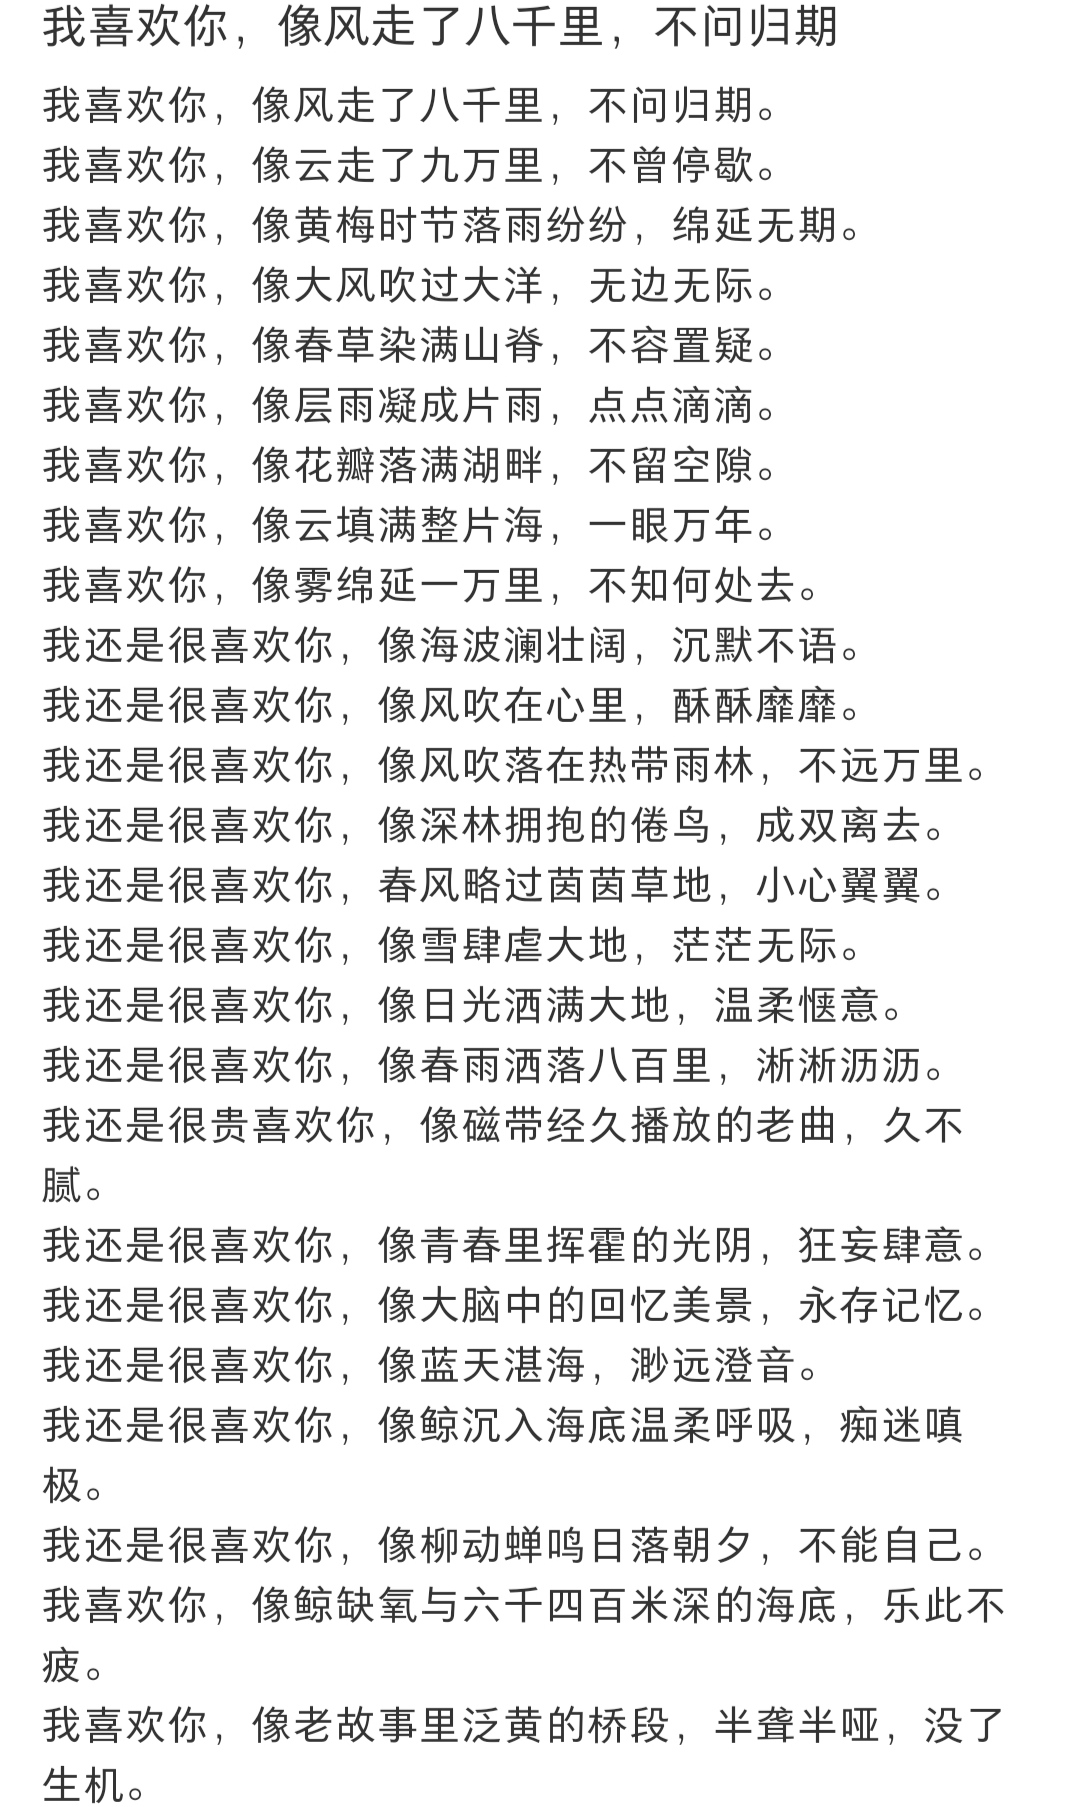 我喜欢你，像风走了八千里，不问归期
我喜欢你，像风走了八千里，不问归期。
我喜欢你，像云走了九万里，不曾停歇。
我喜欢你，像黄梅时节落雨纷纷，绵延无期。
我喜欢你，像大风吹过大洋，无边无际。
我喜欢你，像春草染满山脊，不容置疑。
我喜欢你，像层雨凝成片雨，点点滴滴。
我喜欢你，像花瓣落满湖畔，不留空隙。
我喜欢你，像云填满整片海，一眼万年。
我喜欢你，像雾绵延一万里，不知何处去。
我还是很喜欢你，像海波澜壮阔，沉默不语。
我还是很喜欢你，像风吹在心里，酥酥靡靡。
我还是很喜欢你，像风吹落在热带雨林，不远万里。
我还是很喜欢你，像深林拥抱的倦鸟，成双离去。
我还是很喜欢你，春风略过茵茵草地，小心翼翼。
我还是很喜欢你，像雪肆虐大地，茫茫无际。
我还是很喜欢你，像日光洒满大地，温柔惬意。
我还是很喜欢你，像春雨洒落八百里，淅淅沥沥。
我还是很贵喜欢你，像磁带经久播放的老曲，久不
腻。
我还是很喜欢你，像青春里挥霍的光阴，狂妄肆意。
我还是很喜欢你，像大脑中的回忆美景，永存记忆。
我还是很喜欢你，像蓝天湛海，渺远澄音。
我还是很喜欢你，像鲸沉入海底温柔呼吸，痴迷嗔
极。
我还是很喜欢你，像柳动蝉鸣日落朝夕，不能自己。
我喜欢你，像鲸缺氧与六千四百米深的海底，乐此不
疲。
我喜欢你，像老故事里泛黄的桥段，半聋半哑，没了
生机。